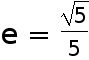 e = √5/5